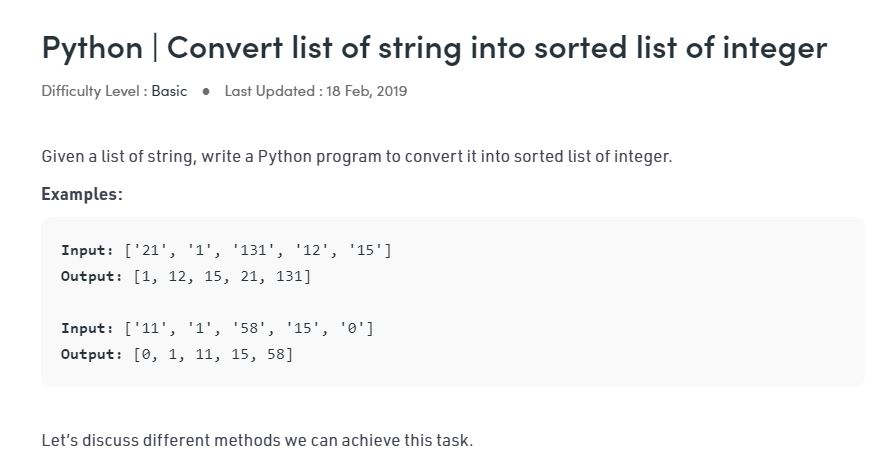 Python | Convert list of string into sorted list of integer
Difficulty Level : Basic ● Last Updated : 18 Feb, 2019
Given a list of string, write a Python program to convert it into sorted list of integer.
Examples:
Input: ['21', '1', '131', '12', '15']
Output: [1, 12, 15, 21, 131]
Input: ['11', '1', '58', '15', '0']
Output: [0, 1, 11, 15, 58]
Let’s discuss different methods we can achieve this task.